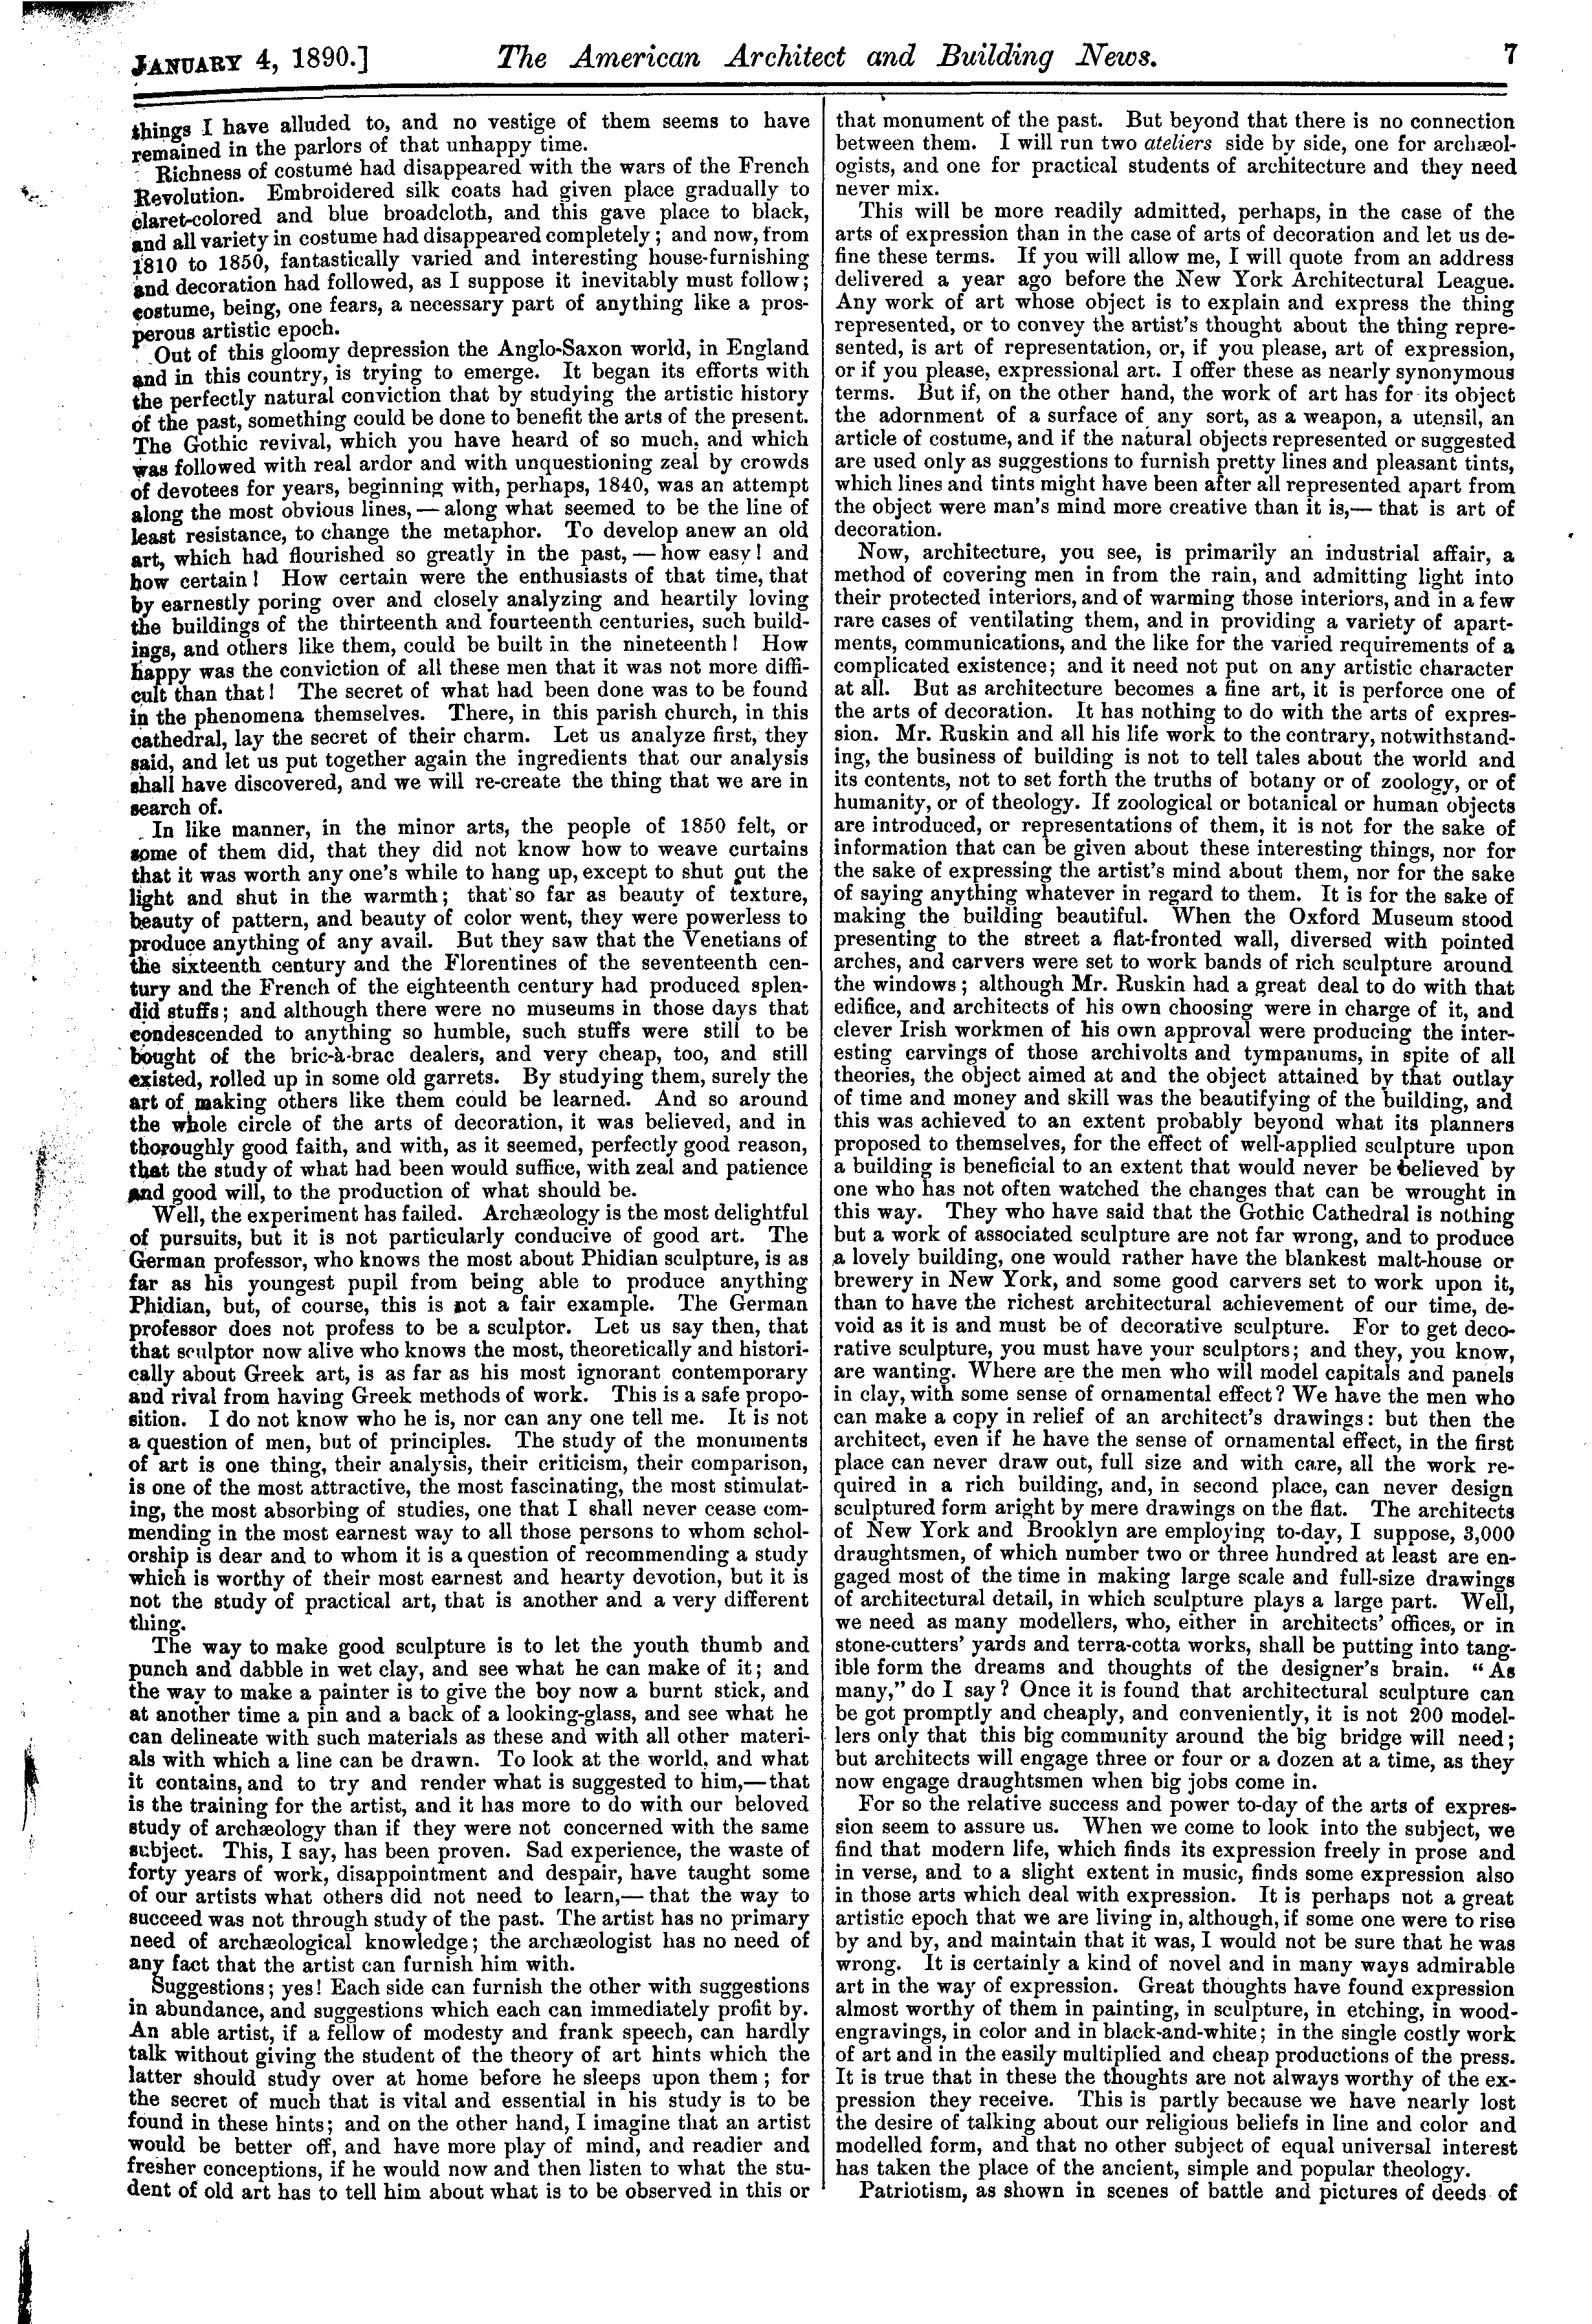 JANUARY 4, 1890.] The American Architect and Building News. 7
things I have alluded to, and no vestige of them seems to have
remained in the parlors of that unhappy time.
Richness of costume had disappeared with the wars of the French
Revolution. Embroidered silk coats had given place gradually to
claret-colored and blue broadcloth, and this gave place to black,
and all variety in costume had disappeared completely; and now, from
1810 to 1850, fantastically varied and interesting house-furnishing
and decoration had followed, as I suppose it inevitably must follow;
costume, being, one fears, a necessary part of anything like a pros-
perous artistic epoch.
Out of this gloomy depression the Anglo-Saxon world, in England
and in this country, is trying to emerge. It began its efforts with
the perfectly natural conviction that by studying the artistic history
of the past, something could be done to benefit the arts of the present.
The Gothic revival, which you have heard of so much, and which
was followed with real ardor and with unquestioning zeal by crowds
of devotees for years, beginning with, perhaps, 1840, was an attempt
along the most obvious lines, — along what seemed to be the line of
least resistance, to change the metaphor. To develop anew an old
art, which had flourished so greatly in the past, — how easy! and
how certain! How certain were the enthusiasts of that time, that
by earnestly poring over and closely analyzing and heartily loving
the buildings of the thirteenth and fourteenth centuries, such build-
ings, and others like them, could be built in the nineteenth! How
happy was the conviction of all these men that it was not more diffi-
cult than that! The secret of what had been done was to be found
in the phenomena themselves. There, in this parish church, in this
cathedral, lay the secret of their charm. Let us analyze first, they
said, and let us put together again the ingredients that our analysis
shall have discovered, and we will re-create the thing that we are in
search of.
In like manner, in the minor arts, the people of 1850 felt, or
some of them did, that they did not know how to weave curtains
that it was worth any one's while to hang up, except to shut out the
light and shut in the warmth; that so far as beauty of texture,
beauty of pattern, and beauty of color went, they were powerless to
produce anything of any avail. But they saw that the Venetians of
the sixteenth century and the Florentines of the seventeenth cen-
tury and the French of the eighteenth century had produced splen-
did stuffs; and although there were no museums in those days that
condescended to anything so humble, such stuffs were still to be
bought of the bric-à-brac dealers, and very cheap, too, and still
existed, rolled up in some old garrets. By studying them, surely the
art of making others like them could be learned. And so around
the whole circle of the arts of decoration, it was believed, and in
thoroughly good faith, and with, as it seemed, perfectly good reason,
that the study of what had been would suffice, with zeal and patience
and good will, to the production of what should be.
Well, the experiment has failed. Archæology is the most delightful
of pursuits, but it is not particularly conducive of good art. The
German professor, who knows the most about Phidian sculpture, is as
far as his youngest pupil from being able to produce anything
Phidian, but, of course, this is not a fair example. The German
professor does not profess to be a sculptor. Let us say then, that
that sculptor now alive who knows the most, theoretically and histori-
cally about Greek art, is as far as his most ignorant contemporary
and rival from having Greek methods of work. This is a safe propo-
sition. I do not know who he is, nor can any one tell me. It is not
a question of men, but of principles. The study of the monuments
of art is one thing, their analysis, their criticism, their comparison,
is one of the most attractive, the most fascinating, the most stimulat-
ing, the most absorbing of studies, one that I shall never cease com-
mending in the most earnest way to all those persons to whom schol-
orship is dear and to whom it is a question of recommending a study
which is worthy of their most earnest and hearty devotion, but it is
not the study of practical art, that is another and a very different
thing.
The way to make good sculpture is to let the youth thumb and
punch and dabble in wet clay, and see what he can make of it; and
the way to make a painter is to give the boy now a burnt stick, and
at another time a pin and a back of a looking-glass, and see what he
can delineate with such materials as these and with all other materi-
als with which a line can be drawn. To look at the world, and what
it contains, and to try and render what is suggested to him,—that
is the training for the artist, and it has more to do with our beloved
study of archæology than if they were not concerned with the same
subject. This, I say, has been proven. Sad experience, the waste of
forty years of work, disappointment and despair, have taught some
of our artists what others did not need to learn,— that the way to
succeed was not through study of the past. The artist has no primary
need of archæological knowledge; the archæologist has no need of
any fact that the artist can furnish him with.
Suggestions; yes! Each side can furnish the other with suggestions
in abundance, and suggestions which each can immediately profit by.
An able artist, if a fellow of modesty and frank speech, can hardly
talk without giving the student of the theory of art hints which the
latter should study over at home before he sleeps upon them; for
the secret of much that is vital and essential in his study is to be
found in these hints; and on the other hand, I imagine that an artist
would be better off, and have more play of mind, and readier and
fresher conceptions, if he would now and then listen to what the stu-
dent of old art has to tell him about what is to be observed in this or
that monument of the past. But beyond that there is no connection
between them. I will run two ateliers side by side, one for archæol-
ogists, and one for practical students of architecture and they need
never mix.
This will be more readily admitted, perhaps, in the case of the
arts of expression than in the case of arts of decoration and let us de-
fine these terms. If you will allow me, I will quote from an address
delivered a year ago before the New York Architectural League.
Any work of art whose object is to explain and express the thing
represented, or to convey the artist's thought about the thing repre-
sented, is art of representation, or, if you please, art of expression,
or if you please, expressional art. I offer these as nearly synonymous
terms. But if, on the other hand, the work of art has for its object
the adornment of a surface of any sort, as a weapon, a utensil, an
article of costume, and if the natural objects represented or suggested
are used only as suggestions to furnish pretty lines and pleasant tints,
which lines and tints might have been after all represented apart from
the object were man's mind more creative than it is,— that is art of
decoration.
Now, architecture, you see, is primarily an industrial affair, a
method of covering men in from the rain, and admitting light into
their protected interiors, and of warming those interiors, and in a few
rare cases of ventilating them, and in providing a variety of apart-
ments, communications, and the like for the varied requirements of a
complicated existence; and it need not put on any artistic character
at all. But as architecture becomes a fine art, it is perforce one of
the arts of decoration. It has nothing to do with the arts of expres-
sion. Mr. Ruskin and all his life work to the contrary, notwithstand-
ing, the business of building is not to tell tales about the world and
its contents, not to set forth the truths of botany or of zoology, or of
humanity, or of theology. If zoological or botanical or human objects
are introduced, or representations of them, it is not for the sake of
information that can be given about these interesting things, nor for
the sake of expressing the artist's mind about them, nor for the sake
of saying anything whatever in regard to them. It is for the sake of
making the building beautiful. When the Oxford Museum stood
presenting to the street a flat-fronted wall, diversed with pointed
arches, and carvers were set to work bands of rich sculpture around
the windows; although Mr. Ruskin had a great deal to do with that
edifice, and architects of his own choosing were in charge of it, and
clever Irish workmen of his own approval were producing the inter-
esting carvings of those archivolts and tympanums, in spite of all
theories, the object aimed at and the object attained by that outlay
of time and money and skill was the beautifying of the building, and
this was achieved to an extent probably beyond what its planners
proposed to themselves, for the effect of well-applied sculpture upon
a building is beneficial to an extent that would never be believed by
one who has not often watched the changes that can be wrought in
this way. They who have said that the Gothic Cathedral is nothing
but a work of associated sculpture are not far wrong, and to produce
a lovely building, one would rather have the blankest malt-house or
brewery in New York, and some good carvers set to work upon it,
than to have the richest architectural achievement of our time, de-
void as it is and must be of decorative sculpture. For to get deco-
rative sculpture, you must have your sculptors; and they, you know,
are wanting. Where are the men who will model capitals and panels
in clay, with some sense of ornamental effect? We have the men who
can make a copy in relief of an architect's drawings: but then the
architect, even if he have the sense of ornamental effect, in the first
place can never draw out, full size and with care, all the work re-
quired in a rich building, and, in second place, can never design
sculptured form aright by mere drawings on the flat. The architects
of New York and Brooklyn are employing to-day, I suppose, 3,000
draughtsmen, of which number two or three hundred at least are en-
gaged most of the time in making large scale and full-size drawings
of architectural detail, in which sculpture plays a large part. Well,
we need as many modellers, who, either in architects' offices, or in
stone-cutters' yards and terra-cotta works, shall be putting into tang-
ible form the dreams and thoughts of the designer's brain. "As
many," do I say? Once it is found that architectural sculpture can
be got promptly and cheaply, and conveniently, it is not 200 model-
lers only that this big community around the big bridge will need;
but architects will engage three or four or a dozen at a time, as they
now engage draughtsmen when big jobs come in.
For so the relative success and power to-day of the arts of expres-
sion seem to assure us. When we come to look into the subject, we
find that modern life, which finds its expression freely in prose and
in verse, and to a slight extent in music, finds some expression also
in those arts which deal with expression. It is perhaps not a great
artistic epoch that we are living in, although, if some one were to rise
by and by, and maintain that it was, I would not be sure that he was
wrong. It is certainly a kind of novel and in many ways admirable
art in the way of expression. Great thoughts have found expression
almost worthy of them in painting, in sculpture, in etching, in wood-
engravings, in color and in black-and-white; in the single costly work
of art and in the easily multiplied and cheap productions of the press.
It is true that in these the thoughts are not always worthy of the ex-
pression they receive. This is partly because we have nearly lost
the desire of talking about our religious beliefs in line and color and
modelled form, and that no other subject of equal universal interest
has taken the place of the ancient, simple and popular theology.
Patriotism, as shown in scenes of battle and pictures of deeds of